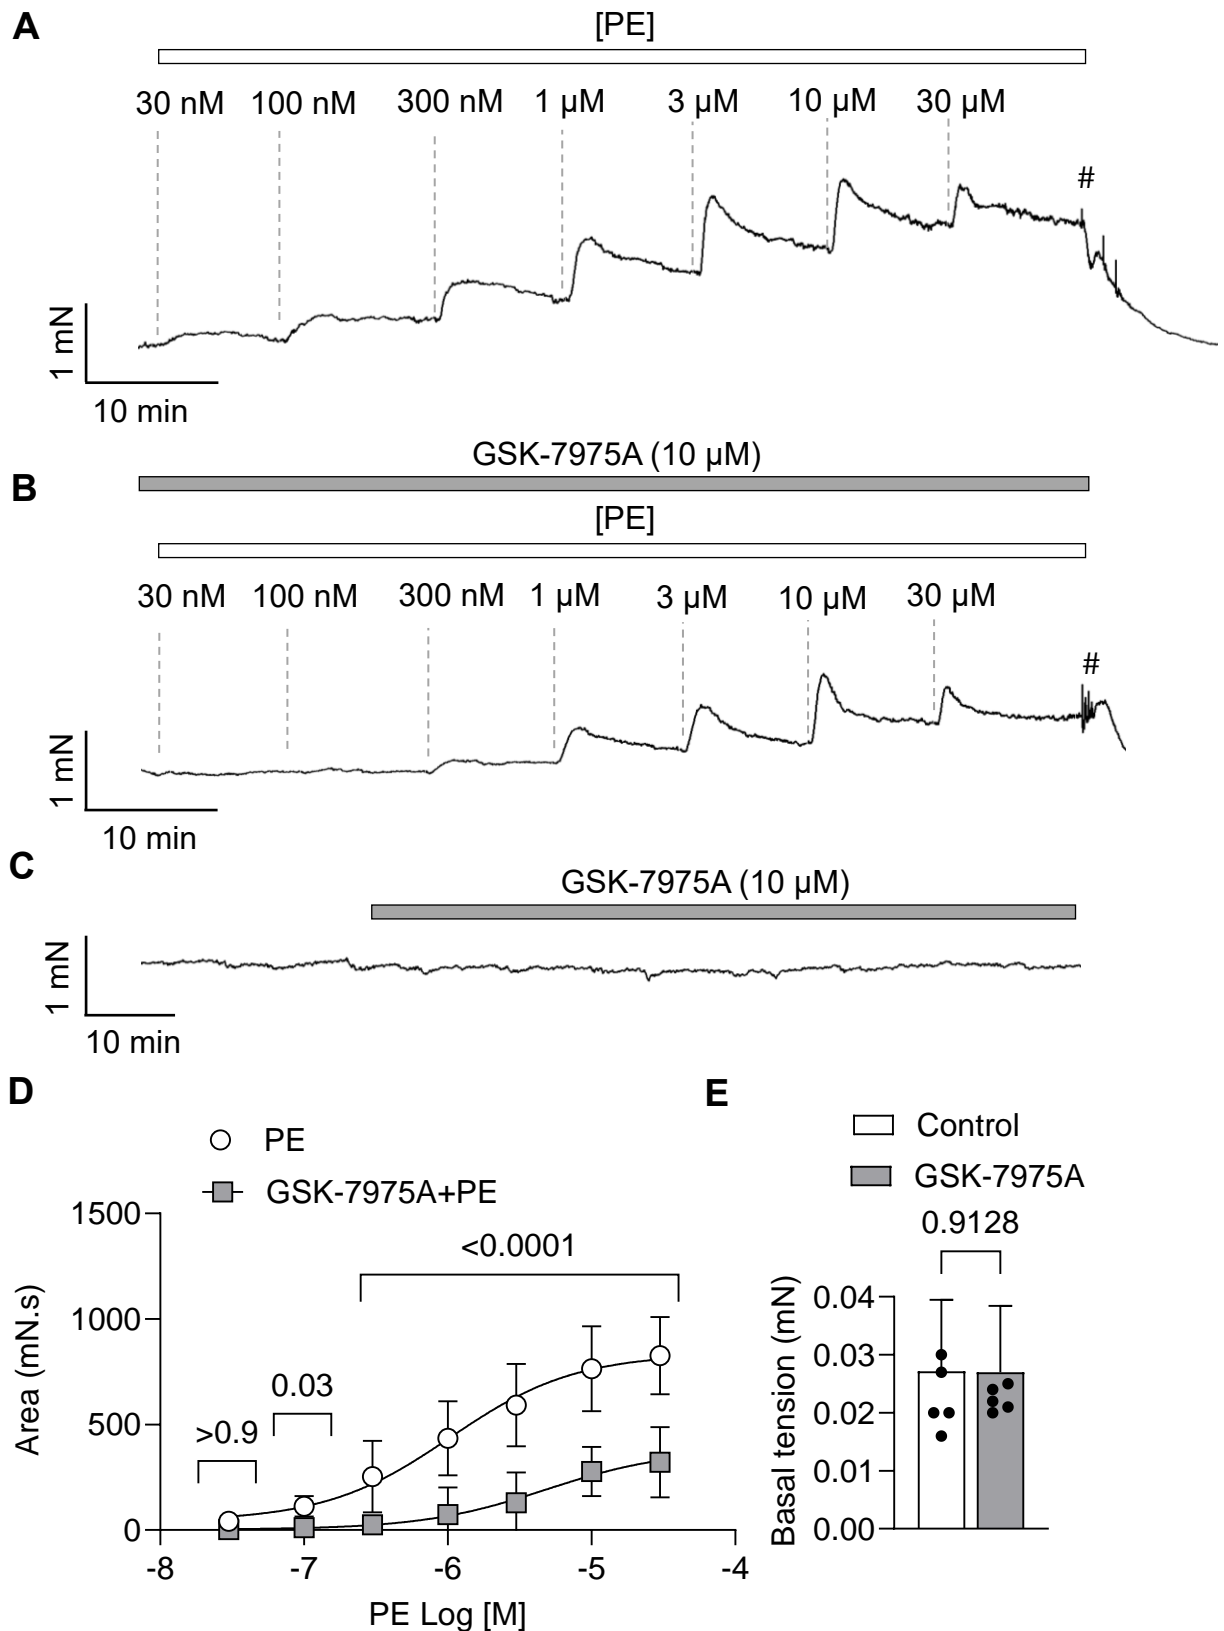 A
[PE]
30 nM 100 nM 300 nM 1 µM 3 µM 10 µM 30 µM
#
1 mN
10 min
GSK-7975A (10 µM)
B
[PE]
30 nM 100 nM 300 nM 1 µM 3 µM 10 µM 30 µM
#
1 mN
10 min
C
GSK-7975A (10 µM)
1 mN
10 min
D
PE
GSK-7975A+PE
1500
1000
500
0
Area (mN.s)
>0.9
0.03
<0.0001
-8 -7 -6 -5 -4
PE Log [M]
E
Control
GSK-7975A
0.9128
0.04
0.03
0.02
0.01
0.00
Basal tension (mN)